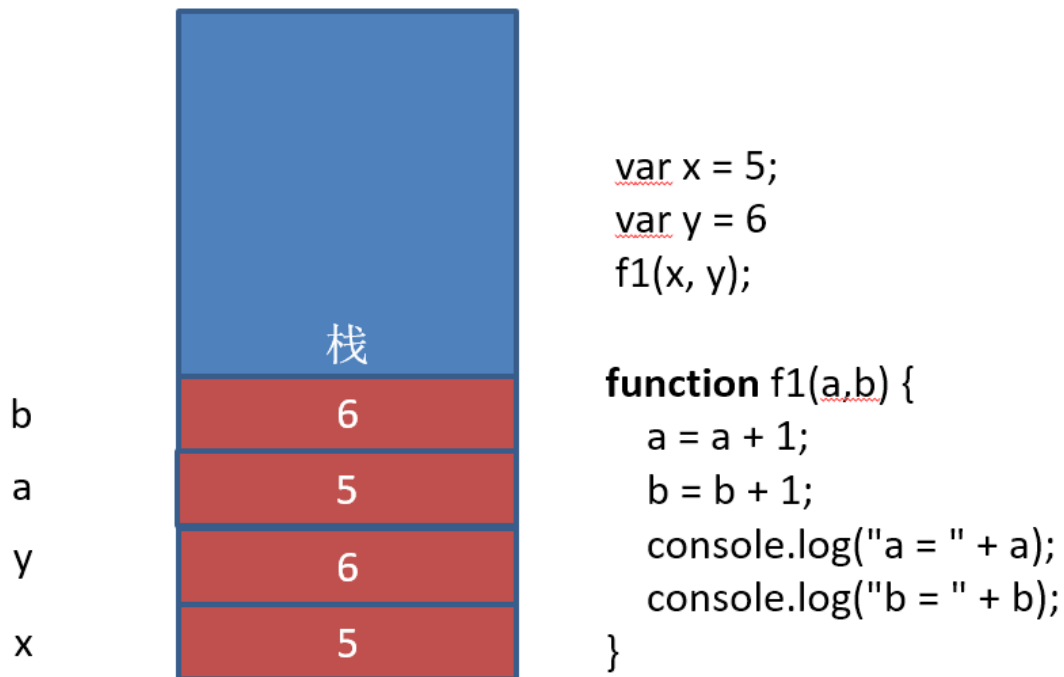 栈
b
6
a
5
y
6
x
5
var x = 5;
var y = 6
f1(x, y);
function f1(a,b) {
a = a + 1;
b = b + 1;
console.log("a = " + a);
console.log("b = " + b);
}